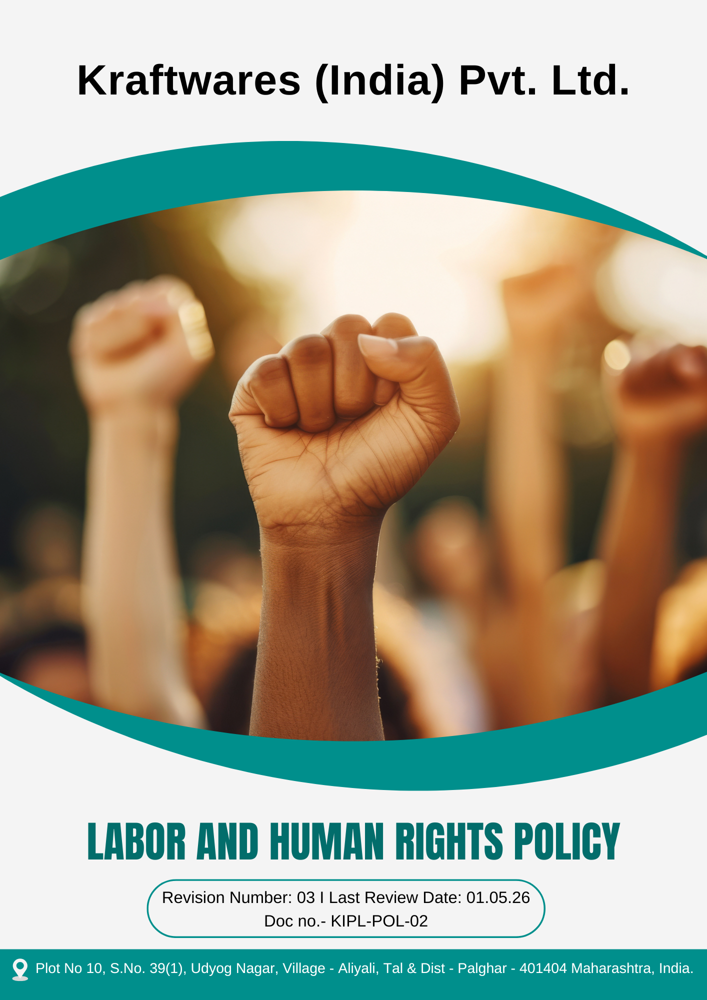 Kraftwares (India) Pvt. Ltd.
LABOR AND HUMAN RIGHTS POLICY
Revision Number: 03 I Last Review Date: 01.05.26
Doc no.- KIPL-POL-02
Plot No 10, S.No. 39(1), Udyog Nagar, Village - Aliyali, Tal & Dist - Palghar - 401404 Maharashtra, India.